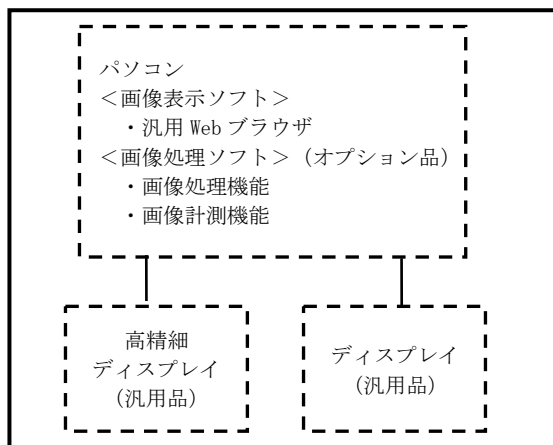 パソコン
＜画像表示ソフト＞
・汎用 Web ブラウザ
＜画像処理ソフト＞（オプション品）
・画像処理機能
・画像計測機能
高精細
ディスプレイ
（汎用品）
ディスプレイ
（汎用品）